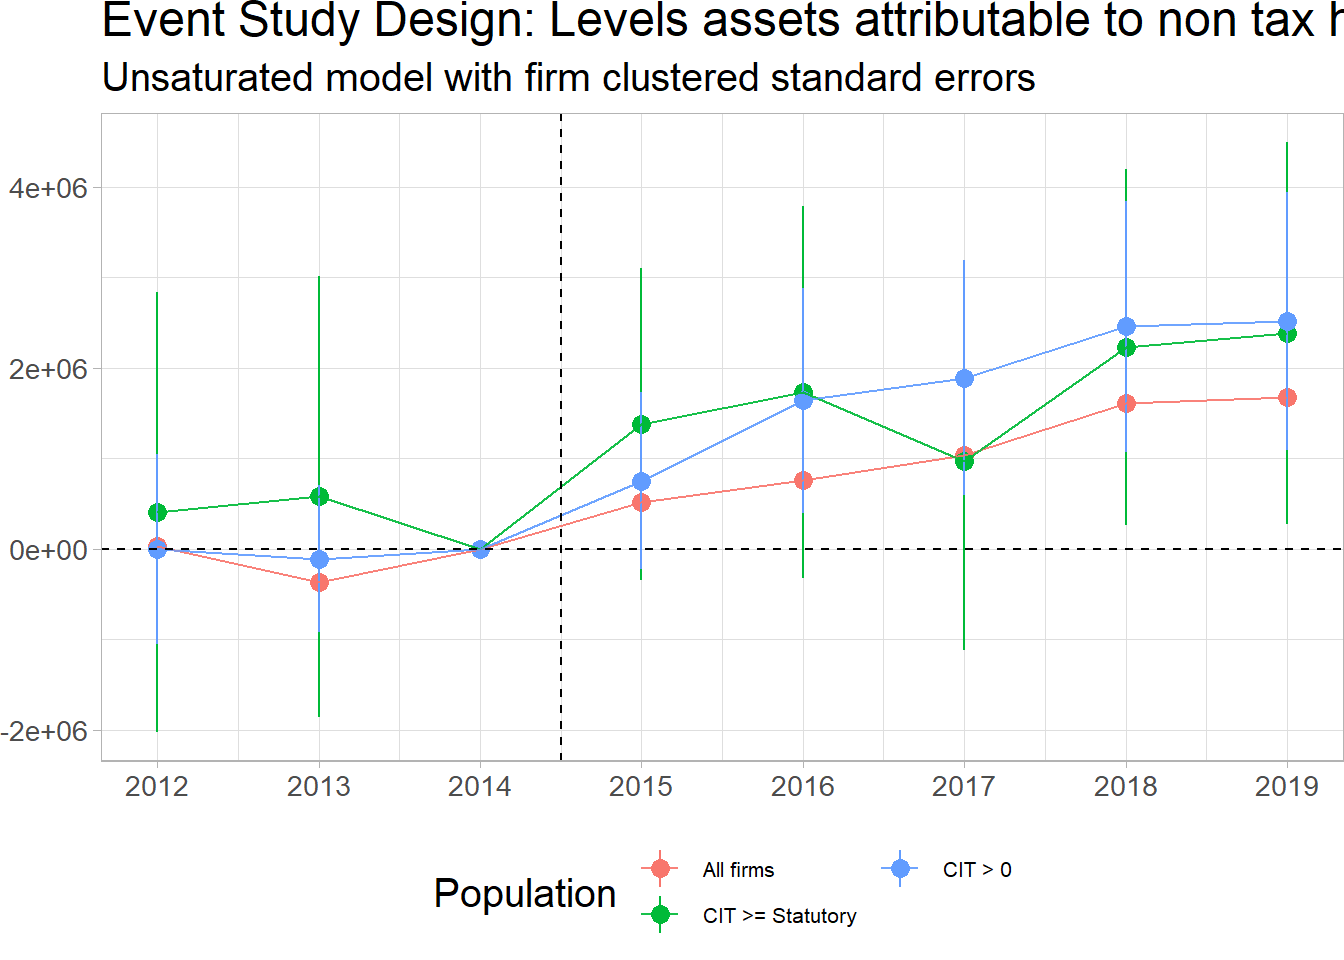 Event Study Design: Levels assets attributable to non tax h
Unsaturated model with firm clustered standard errors
4e+06
2e+06
0e+00
-2e+06
2012 2013 2014 2015 2016 2017 2018 2019
Population
All firms
CIT > 0
CIT >= Statutory